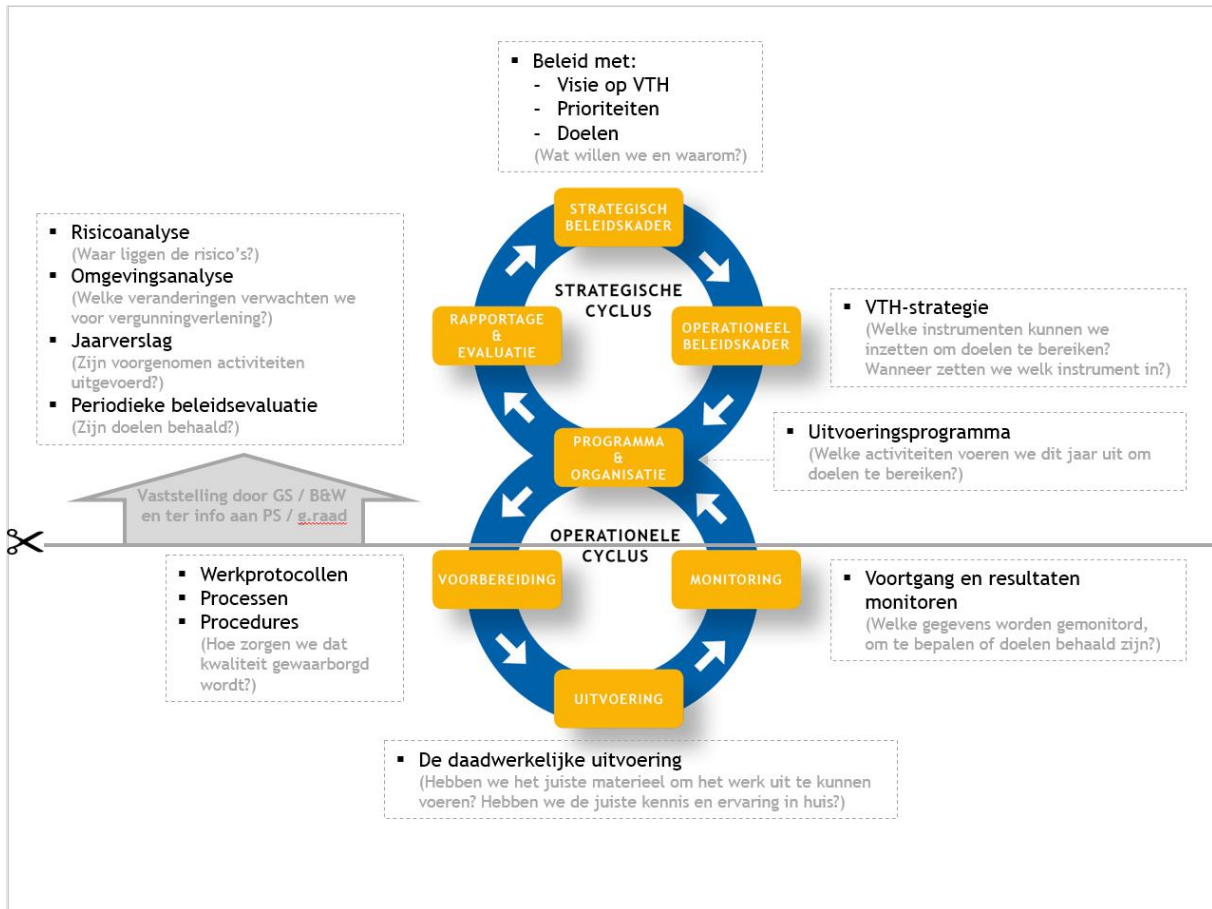 ▪ Beleid met:
- Visie op VTH
- Prioriteiten
- Doelen
(Wat willen we en waarom?)
STRATEGISCH
BELEIDSKADER
▪ Risicoanalyse
(Waar liggen de risico's?)
▪ Omgevingsanalyse
(Welke veranderingen verwachten we
voor vergunningverlening?)
▪ Jaarverslag
(Zijn voorgenomen activiteiten
uitgevoerd?)
▪ Periodieke beleidsevaluatie
(Zijn doelen behaald?)
STRATEGISCHE
CYCLUS
RAPPORTAGE
&
EVALUATIE
OPERATIONEEL
BELEIDSKADER
▪ VTH-strategie
(Welke instrumenten kunnen we
inzetten om doelen te bereiken?
Wanneer zetten we welk instrument in?)
PROGRAMMA
&
ORGANISATIE
▪ Uitvoeringsprogramma
(Welke activiteiten voeren we dit jaar uit om
doelen te bereiken?)
Vaststelling door GS / B&W
en ter info aan PS / g.raad
OPERATIONELE
CYCLUS
VOORBEREIDING
MONITORING
▪ Werkprotocollen
▪ Processen
▪ Procedures
(Hoe zorgen we dat
kwaliteit gewaarborgd
wordt?)
▪ Voortgang en resultaten
monitoren
(Welke gegevens worden gemonitord,
om te bepalen of doelen behaald zijn?)
UITVOERING
▪ De daadwerkelijke uitvoering
(Hebben we het juiste materieel om het werk uit te kunnen
voeren? Hebben we de juiste kennis en ervaring in huis?)